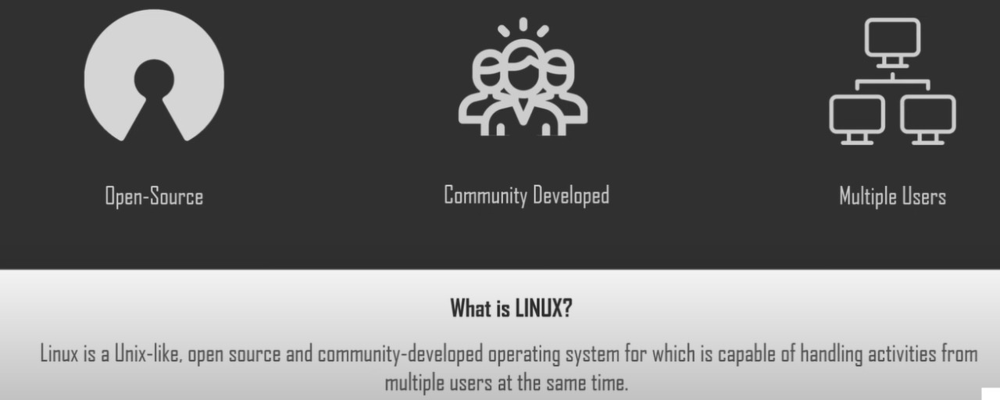 Open-Source
Community Developed
Multiple Users
What is LINUX?
Linux is a Unix-like, open source and community-developed operating system for which is capable of handling activities from
multiple users at the same time.